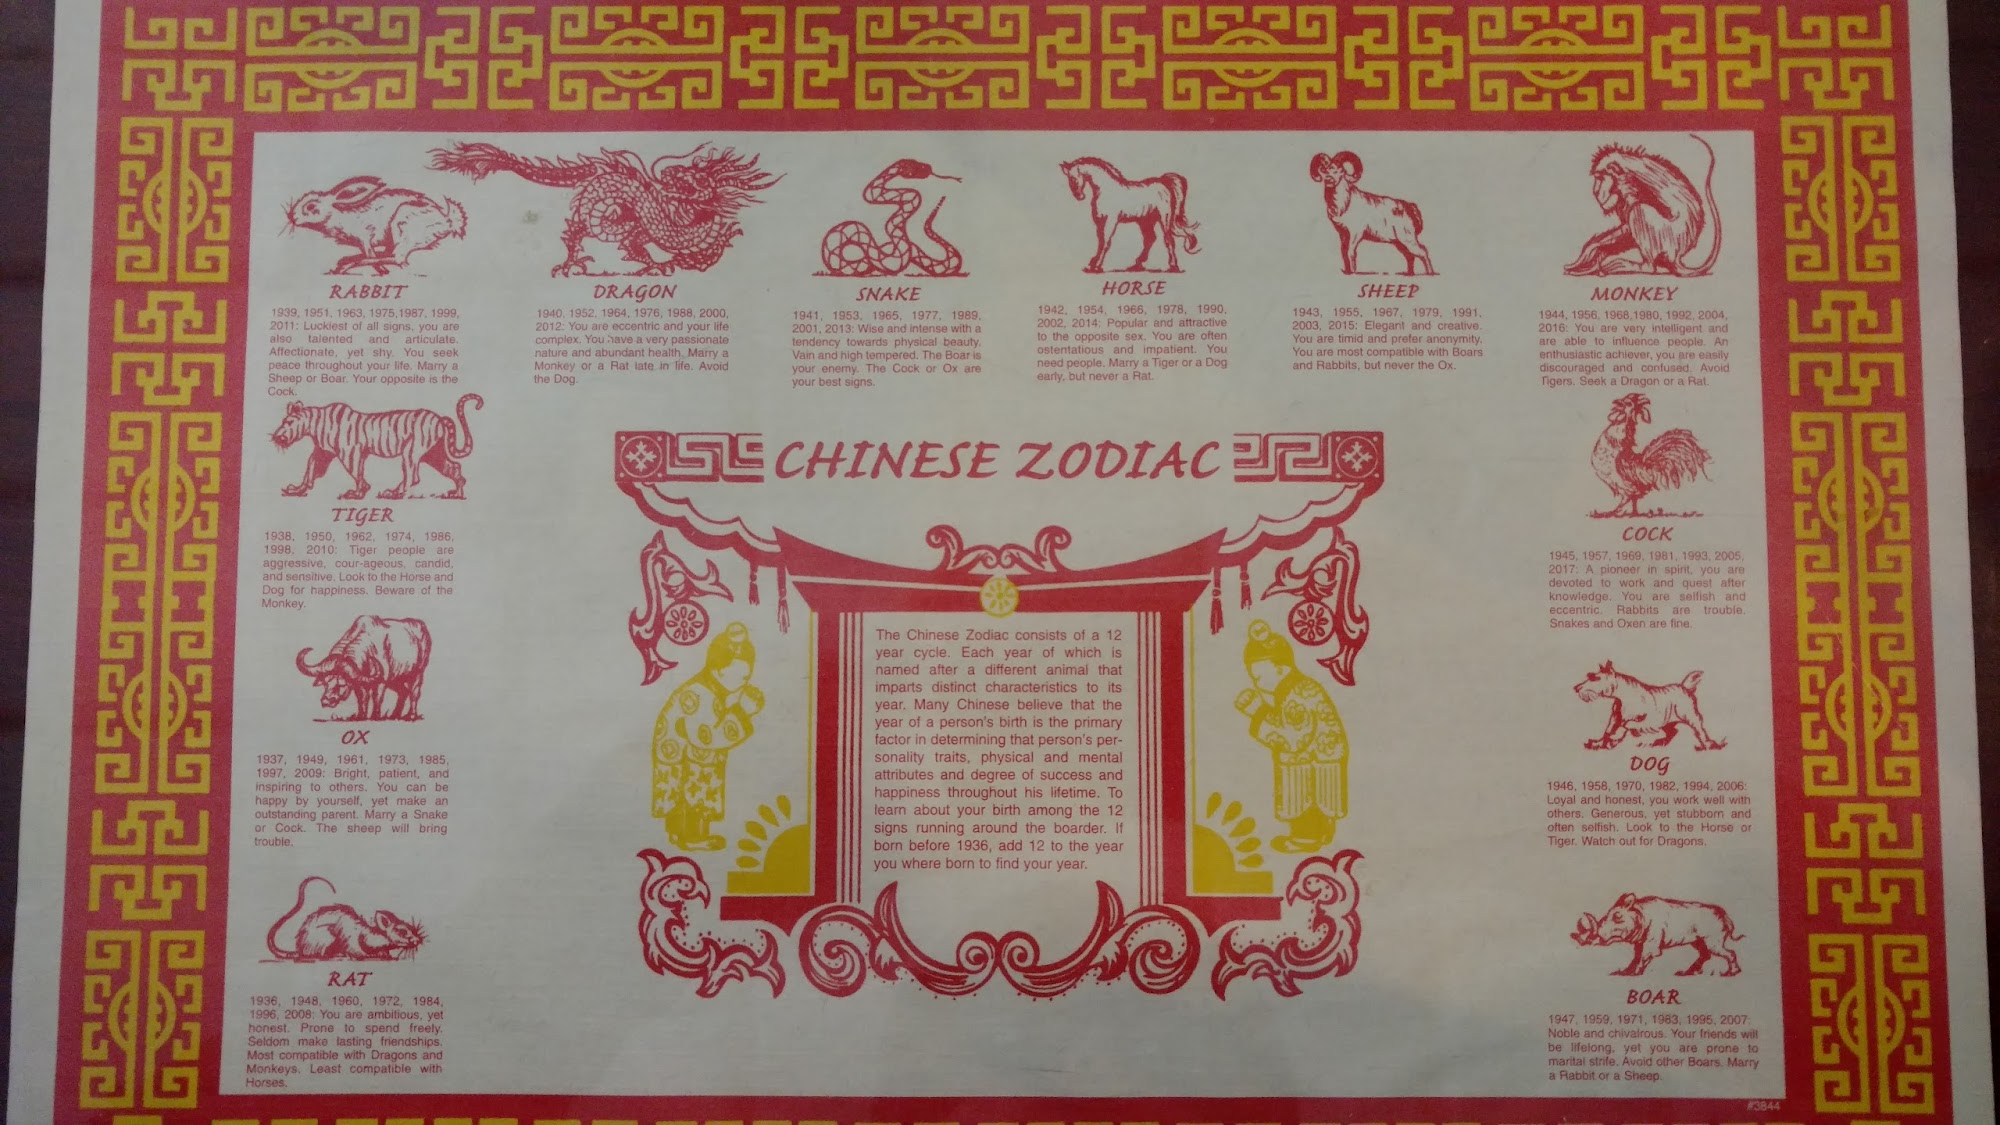 CHINESE ZODIAC
The Chinese Zodiac consists of a 12
year cycle. Each year of which is
named after a different animal that
imparts distinct characteristics to its
year. Many Chinese believe that the
year of a person's birth is the primary
factor in determining that person's per-
sonality traits, physical and mental
attributes and degree of success and
happiness throughout his lifetime. To
learn about your birth among the 12
signs running around the boarder. If
born before 1936, add 12 to the year
you where born to find your year.
RABBIT
1939, 1951, 1963, 1975,1987, 1999,
2011: Luckiest of all signs, you are
also talented and articulate.
Affectionate, yet shy. You seek
peace throughout your life. Marry a
Sheep or Boar. Your opposite is the
Cock.
DRAGON
1940, 1952, 1964, 1976, 1988, 2000,
2012: You are eccentric and your life
complex. You have a very passionate
nature and abundant health. Marry a
Monkey or a Rat late in life. Avoid
the Dog.
SNAKE
1941, 1953, 1965, 1977, 1989,
2001, 2013: Wise and intense with a
tendency towards physical beauty.
Vain and high tempered. The Boar is
your enemy. The Cock or Ox are
your best signs.
HORSE
1942, 1954, 1966, 1978, 1990,
2002, 2014: Popular and attractive
to the opposite sex. You are often
ostentatious and impatient. You
need people. Marry a Tiger or a Dog
early, but never a Rat.
SHEEP
1943, 1955, 1967, 1979, 1991,
2003, 2015: Elegant and creative.
You are timid and prefer anonymity.
You are most compatible with Boars
and Rabbits, but never the Ox.
MONKEY
1944, 1956, 1968,1980, 1992, 2004,
2016: You are very intelligent and
are able to influence people. An
enthusiastic achiever, you are easily
discouraged and confused. Avoid
Tigers. Seek a Dragon or a Rat.
COCK
1945, 1957, 1969, 1981, 1993, 2005,
2017: A pioneer in spirit, you are
devoted to work and quest after
knowledge. You are selfish and
eccentric. Rabbits are trouble.
Snakes and Oxen are fine.
DOG
1946, 1958, 1970, 1982, 1994, 2006:
Loyal and honest, you work well with
others. Generous, yet stubborn and
often selfish. Look to the Horse or
Tiger. Watch out for Dragons.
BOAR
1947, 1959, 1971, 1983, 1995, 2007:
Noble and chivalrous. Your friends will
be lifelong, yet you are prone to
marital strife. Avoid other Boars. Marry
a Rabbit or a Sheep.
TIGER
1938, 1950, 1962, 1974, 1986,
1998, 2010: Tiger people are
aggressive, cour-ageous, candid,
and sensitive. Look to the Horse and
Dog for happiness. Beware of the
Monkey.
OX
1937, 1949, 1961, 1973, 1985,
1997, 2009: Bright, patient, and
inspiring to others. You can be
happy by yourself, yet make an
outstanding parent. Marry a Snake
or Cock. The sheep will bring
trouble.
RAT
1936, 1948, 1960, 1972, 1984,
1996, 2008: You are ambitious, yet
honest. Prone to spend freely.
Seldom make lasting friendships.
Most compatible with Dragons and
Monkeys. Least compatible with
Horses.
#3844